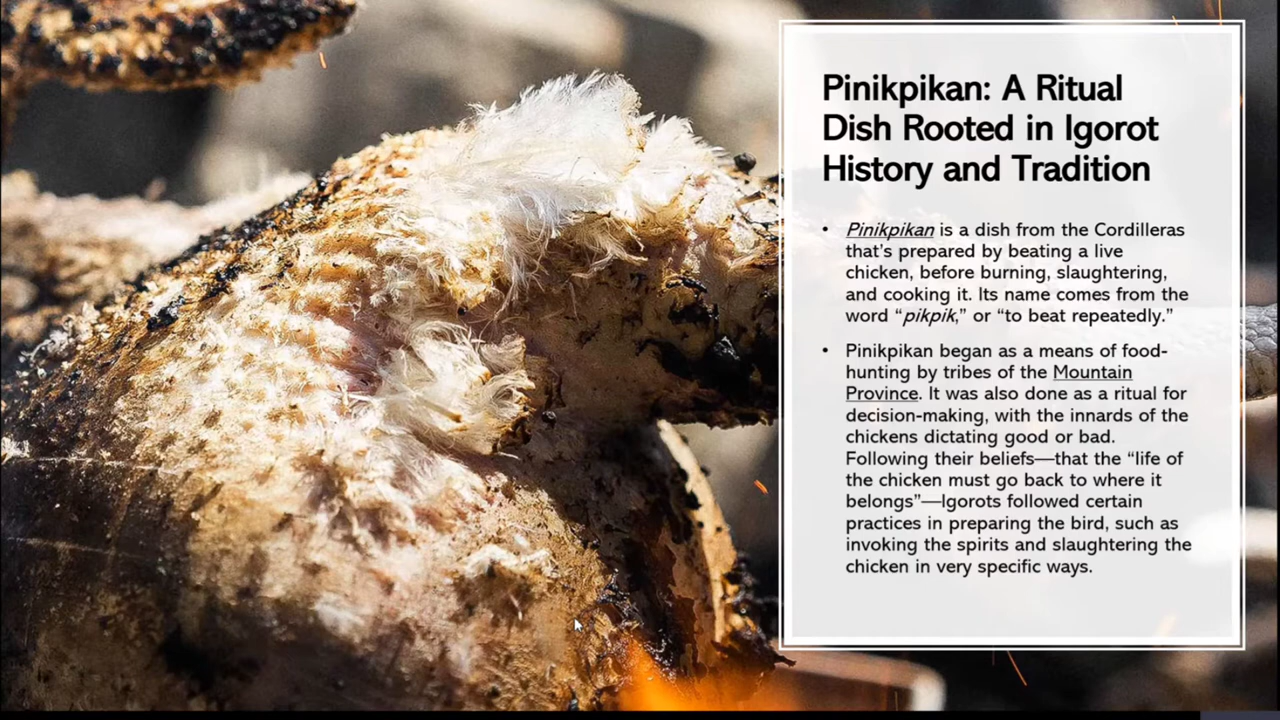 Pinikpikan: A Ritual
Dish Rooted in Igorot
History and Tradition
• Pinikpikan is a dish from the Cordilleras
that’s prepared by beating a live
chicken, before burning, slaughtering,
and cooking it. Its name comes from the
word “pikpik,” or “to beat repeatedly.”
• Pinikpikan began as a means of food-
hunting by tribes of the Mountain
Province. It was also done as a ritual for
decision-making, with the innards of the
chickens dictating good or bad.
Following their beliefs—that the “life of
the chicken must go back to where it
belongs”—Igorots followed certain
practices in preparing the bird, such as
invoking the spirits and slaughtering the
chicken in very specific ways.